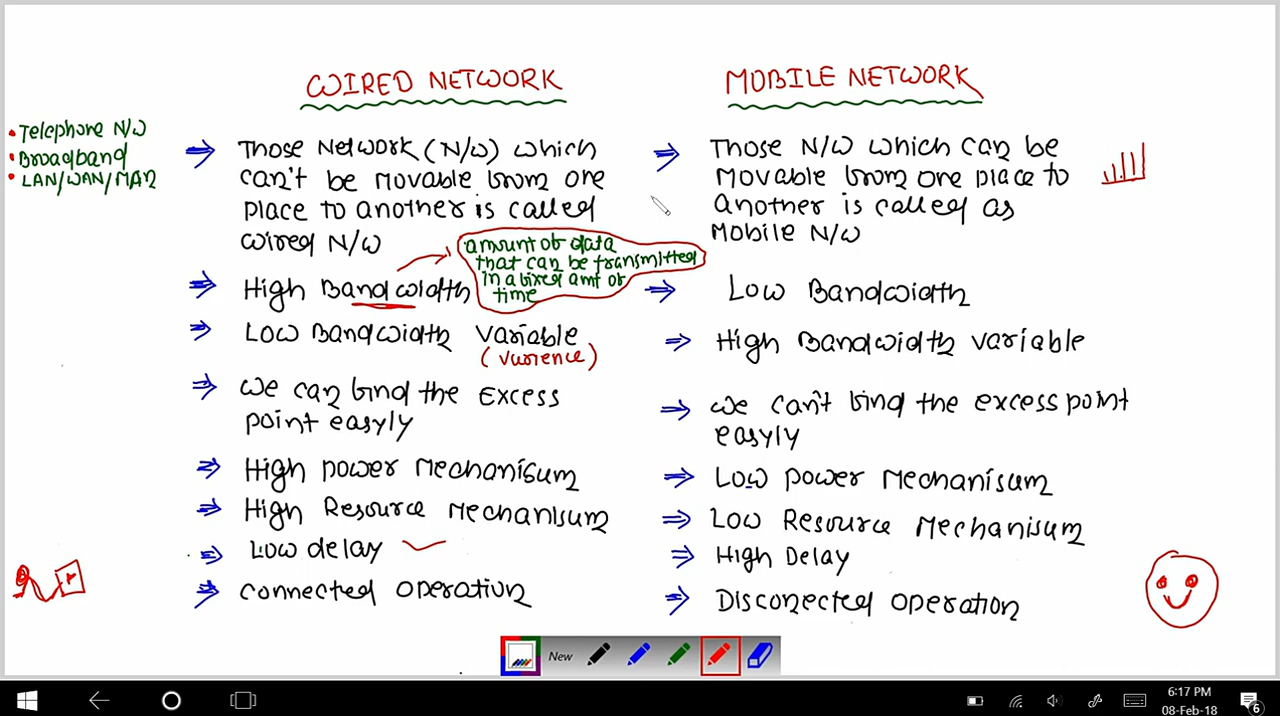 WIRED NETWORK
MOBILE NETWORK
• Telephone N/W
• Broadband
• LAN/WAN/MAN
⇒ Those Network (N/W) which
can't be movable from one
place to another is called
wired N/W
⇒ High Bandwidth
amount of data
that can be transmitted
in a fixed amt of
time
⇒ Low Bandwidth variable
(varience)
⇒ we can find the excess
point easyly
⇒ High power Mechanisum
⇒ High Resource Mechanisum
⇒ Low delay
⇒ connected operation
⇒ Those N/W which can be
movable from one place to
another is called as
Mobile N/W
⇒ Low Bandwidth
⇒ High Bandwidth variable
⇒ we can't find the excess point
easyly
⇒ Low power Mechanisum
⇒ Low Resource Mechanisum
⇒ High Delay
⇒ Disconected operation
New
6:17 PM
08-Feb-18
6